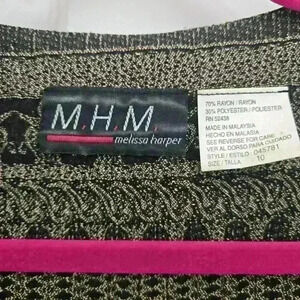 M.H.M.
melissa harper
70% RAYON / RAYON
30% POLYESTER / POLIESTER
RN 52438
MADE IN MALAYSIA
HECHO EN MALASIA
SEE REVERSE FOR CARE
VER AL DORSO PARA CUIDADO
STYLE / ESTILO 045781
SIZE / TALLA 10